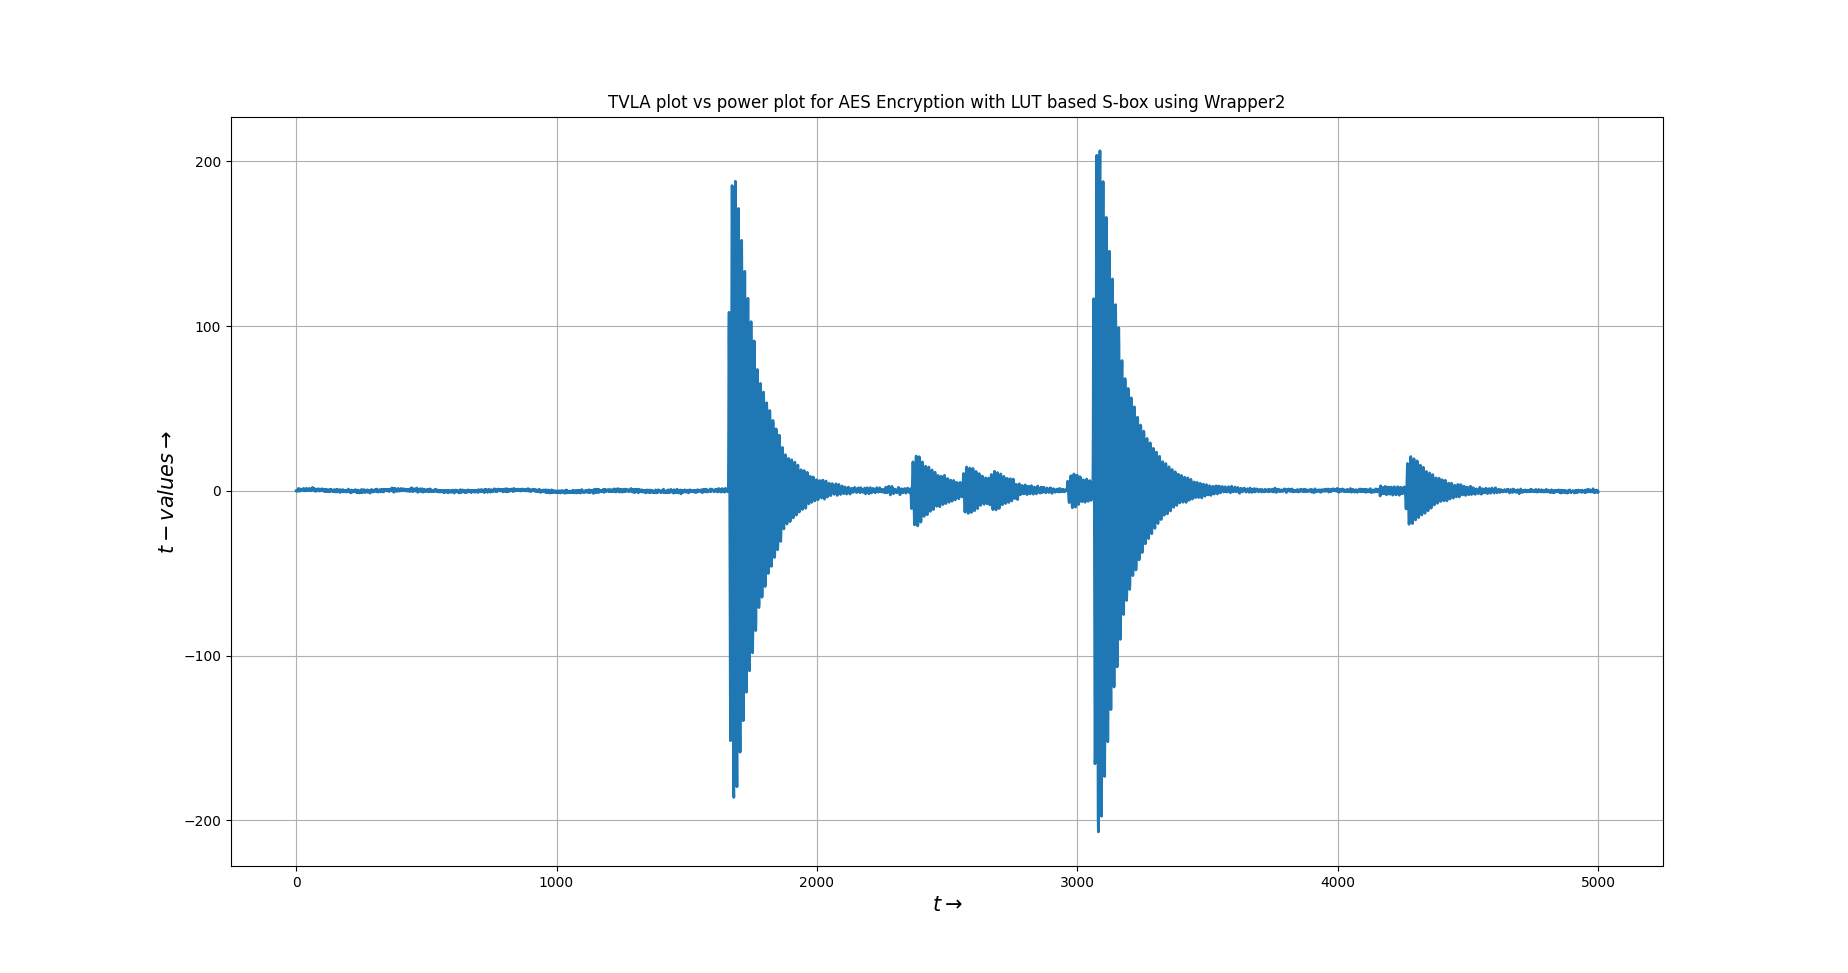 TVLA plot vs power plot for AES Encryption with LUT based S-box using Wrapper2
200
100
0
−100
−200
t − values →
0 1000 2000 3000 4000 5000
t →